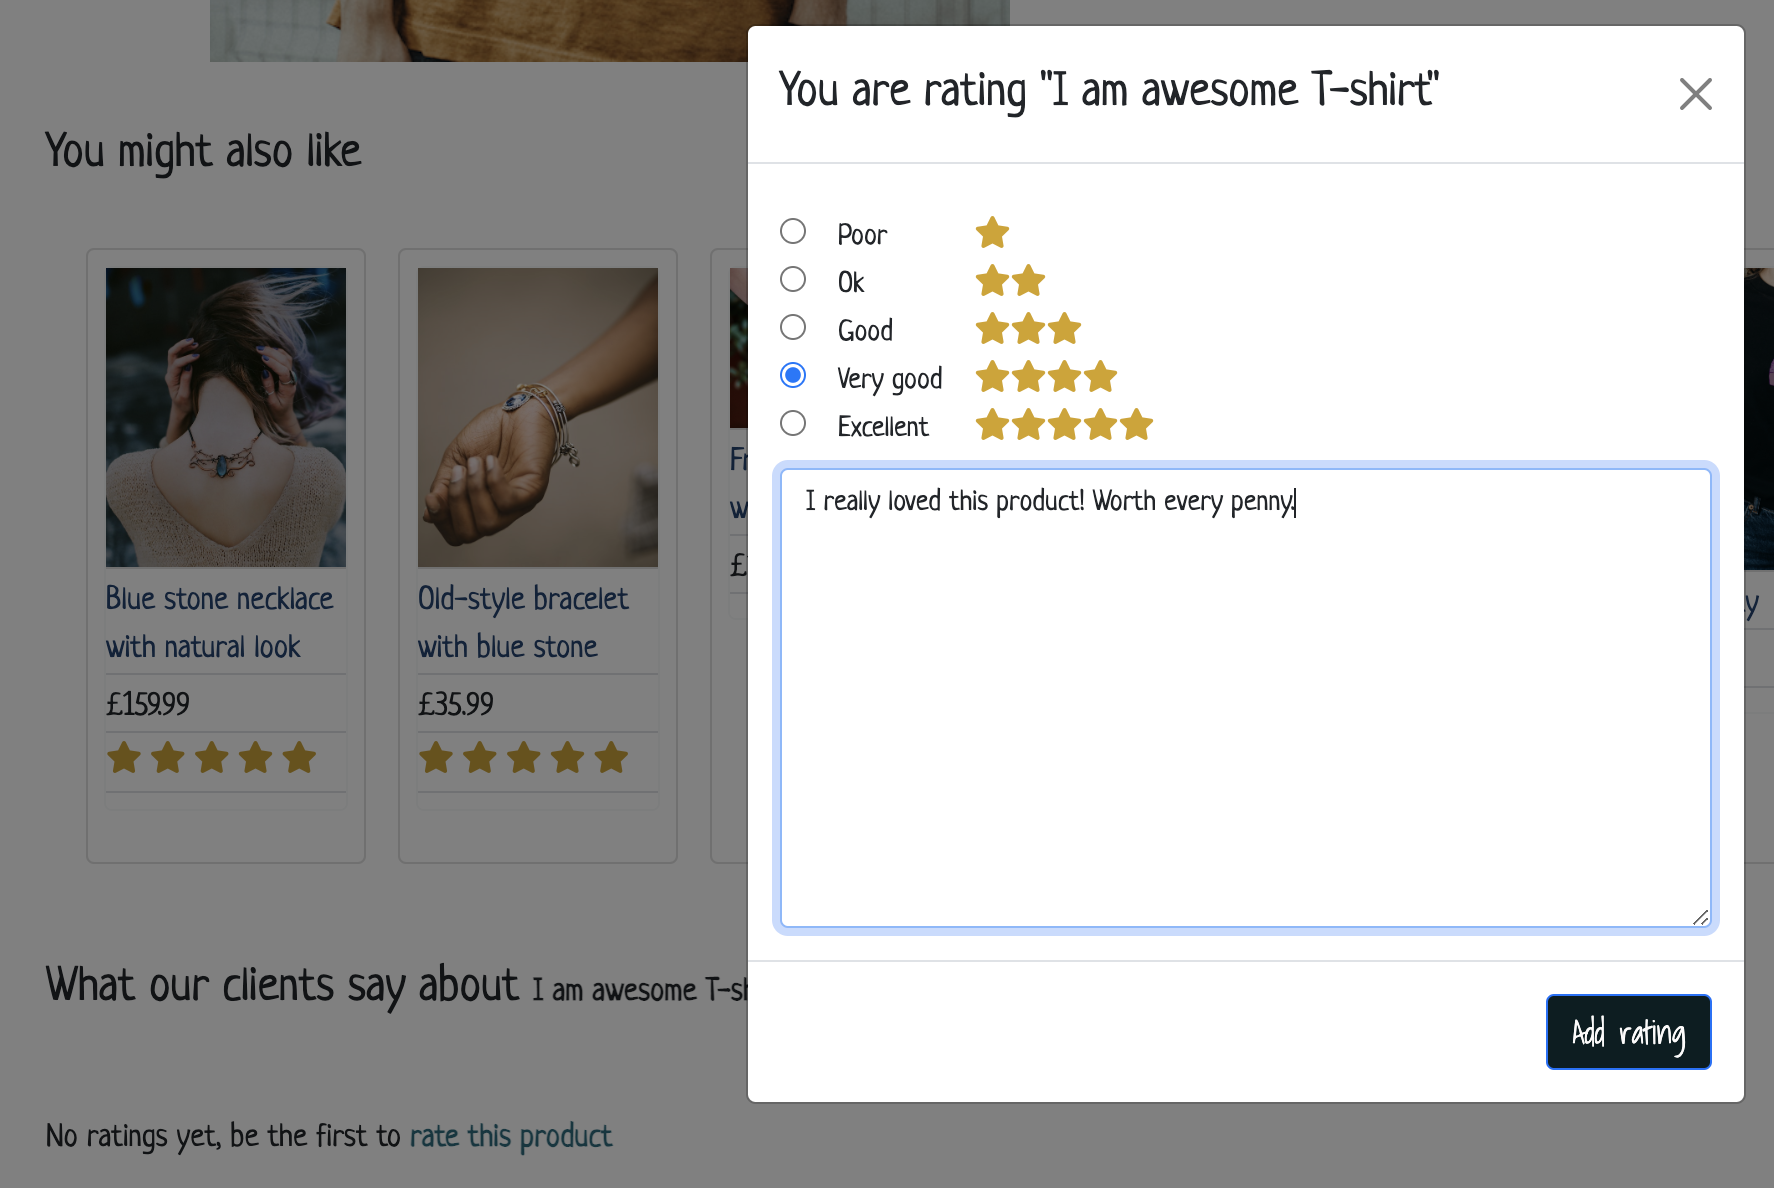 You might also like
Blue stone necklace
with natural look
£159.99
Old-style bracelet
with blue stone
£35.99
What our clients say about I am awesome
No ratings yet, be the first to rate this product
You are rating "I am awesome T-shirt"
Poor
Ok
Good
Very good
Excellent
I really loved this product! Worth every penny.
Add rating